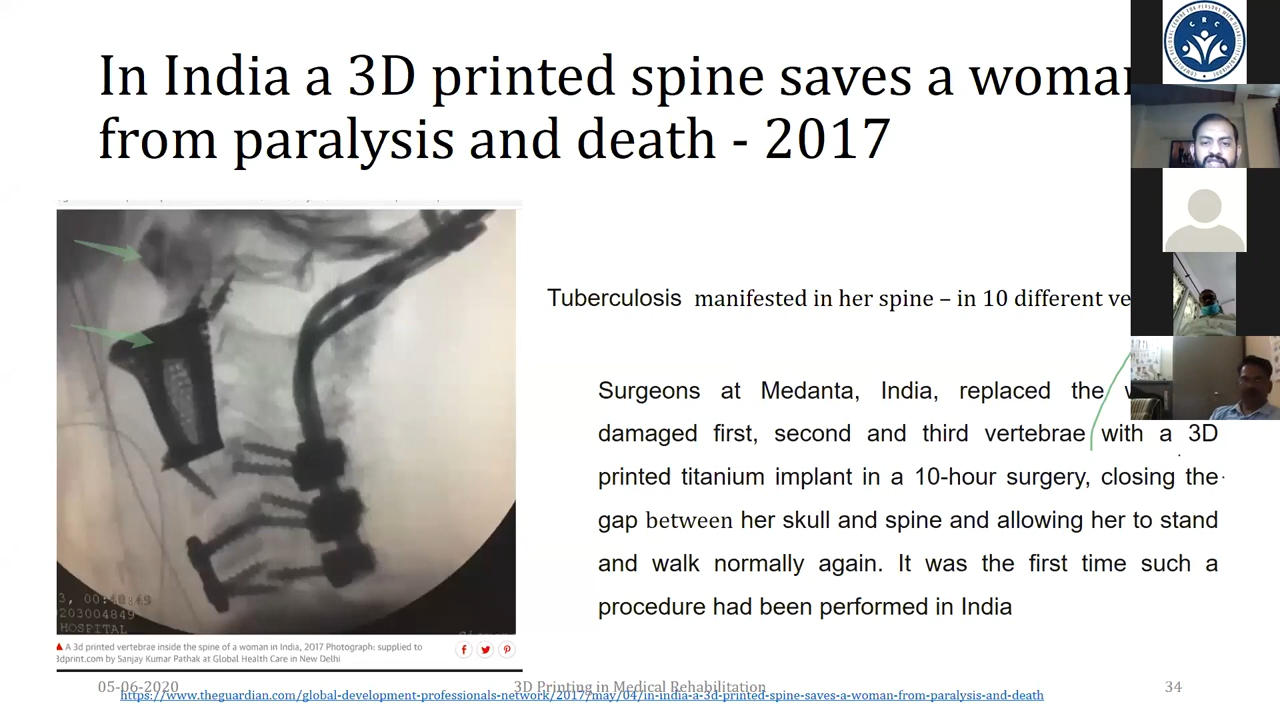 In India a 3D printed spine saves a woman
from paralysis and death - 2017
Tuberculosis manifested in her spine – in 10 different
Surgeons at Medanta, India, replaced the
damaged first, second and third vertebrae with a 3D
printed titanium implant in a 10-hour surgery, closing the
gap between her skull and spine and allowing her to stand
and walk normally again. It was the first time such a
procedure had been performed in India
3, 00:40:49
203004849
HOSPITAL
A 3d printed vertebrae inside the spine of a woman in India, 2017 Photograph: supplied to
3dprint.com by Sanjay Kumar Pathak at Global Health Care in New Delhi
05-06-2020
3D Printing in Medical Rehabilitation
34
https://www.theguardian.com/global-development-professionals-network/2017/may/04/in-india-a-3d-printed-spine-saves-a-woman-from-paralysis-and-death
CRC